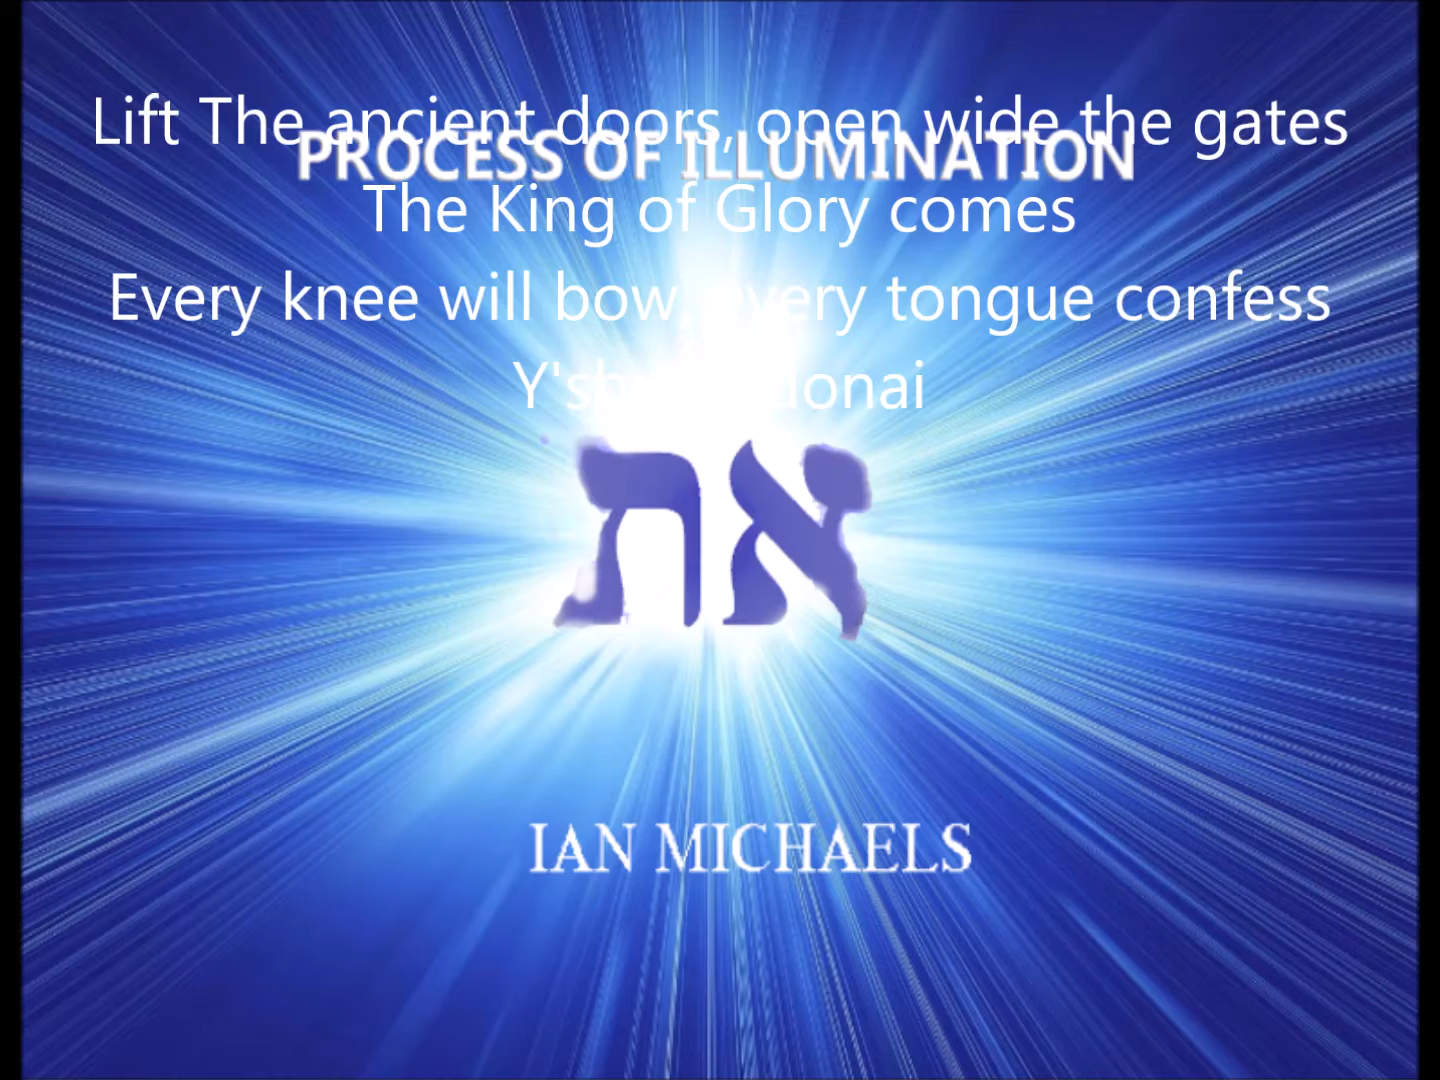 Lift The ancient doors, open wide the gates
PROCESS OF ILLUMINATION
The King of Glory comes
Every knee will bow, every tongue confess
את
IAN MICHAELS